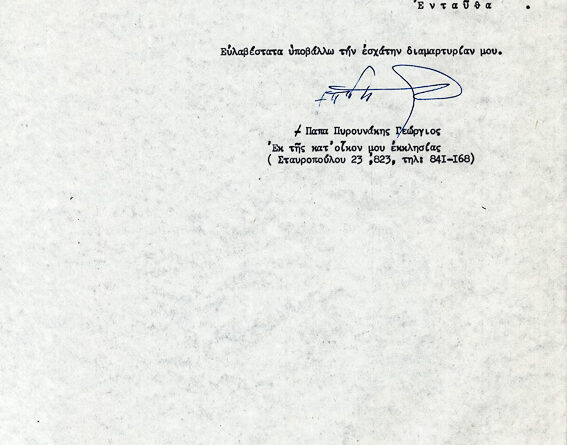 Ἐνταῦθα .
Εὐλαβέστατα ὑποβάλλω τήν ἐσχάτην διαμαρτυρίαν μου.
Παπα Πυρουνάκης Γεώργιος
Ἐκ τῆς κατ᾽οἶκον μου ἐκκλησίας
( Σταυροπούλου 23 ,823, τηλ: 841-168)